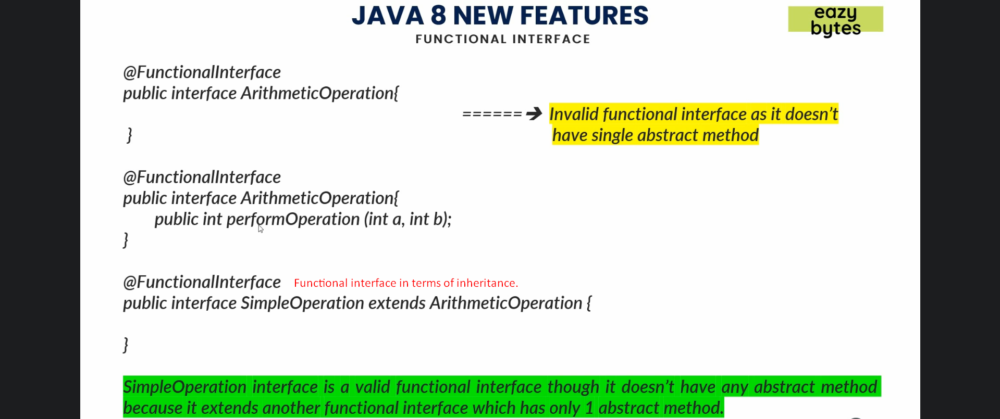 JAVA 8 NEW FEATURES
FUNCTIONAL INTERFACE
eazy
bytes
@FunctionalInterface
public interface ArithmeticOperation{
======➔ Invalid functional interface as it doesn’t
} have single abstract method
@FunctionalInterface
public interface ArithmeticOperation{
public int performOperation (int a, int b);
}
@FunctionalInterface Functional interface in terms of inheritance.
public interface SimpleOperation extends ArithmeticOperation {
}
SimpleOperation interface is a valid functional interface though it doesn’t have any abstract method
because it extends another functional interface which has only 1 abstract method.